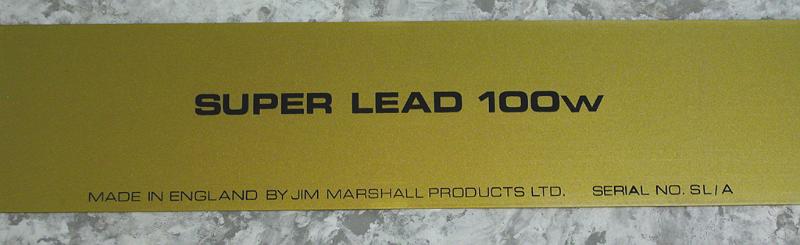 SUPER LEAD 100w
MADE IN ENGLAND BY JIM MARSHALL PRODUCTS LTD. SERIAL NO. SL/A